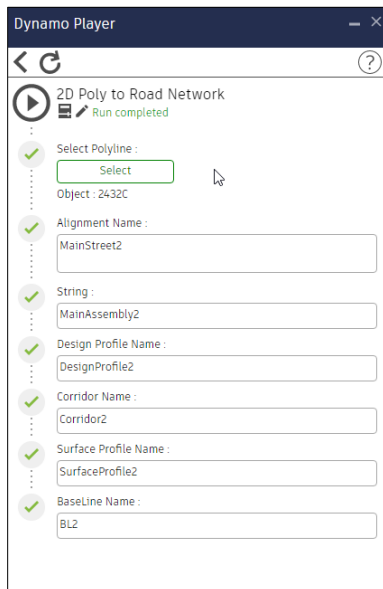 Dynamo Player
?
2D Poly to Road Network
Run completed
Select Polyline :
Select
Object : 2432C
Alignment Name :
MainStreet2
String :
MainAssembly2
Design Profile Name :
DesignProfile2
Corridor Name :
Corridor2
Surface Profile Name :
SurfaceProfile2
BaseLine Name :
BL2